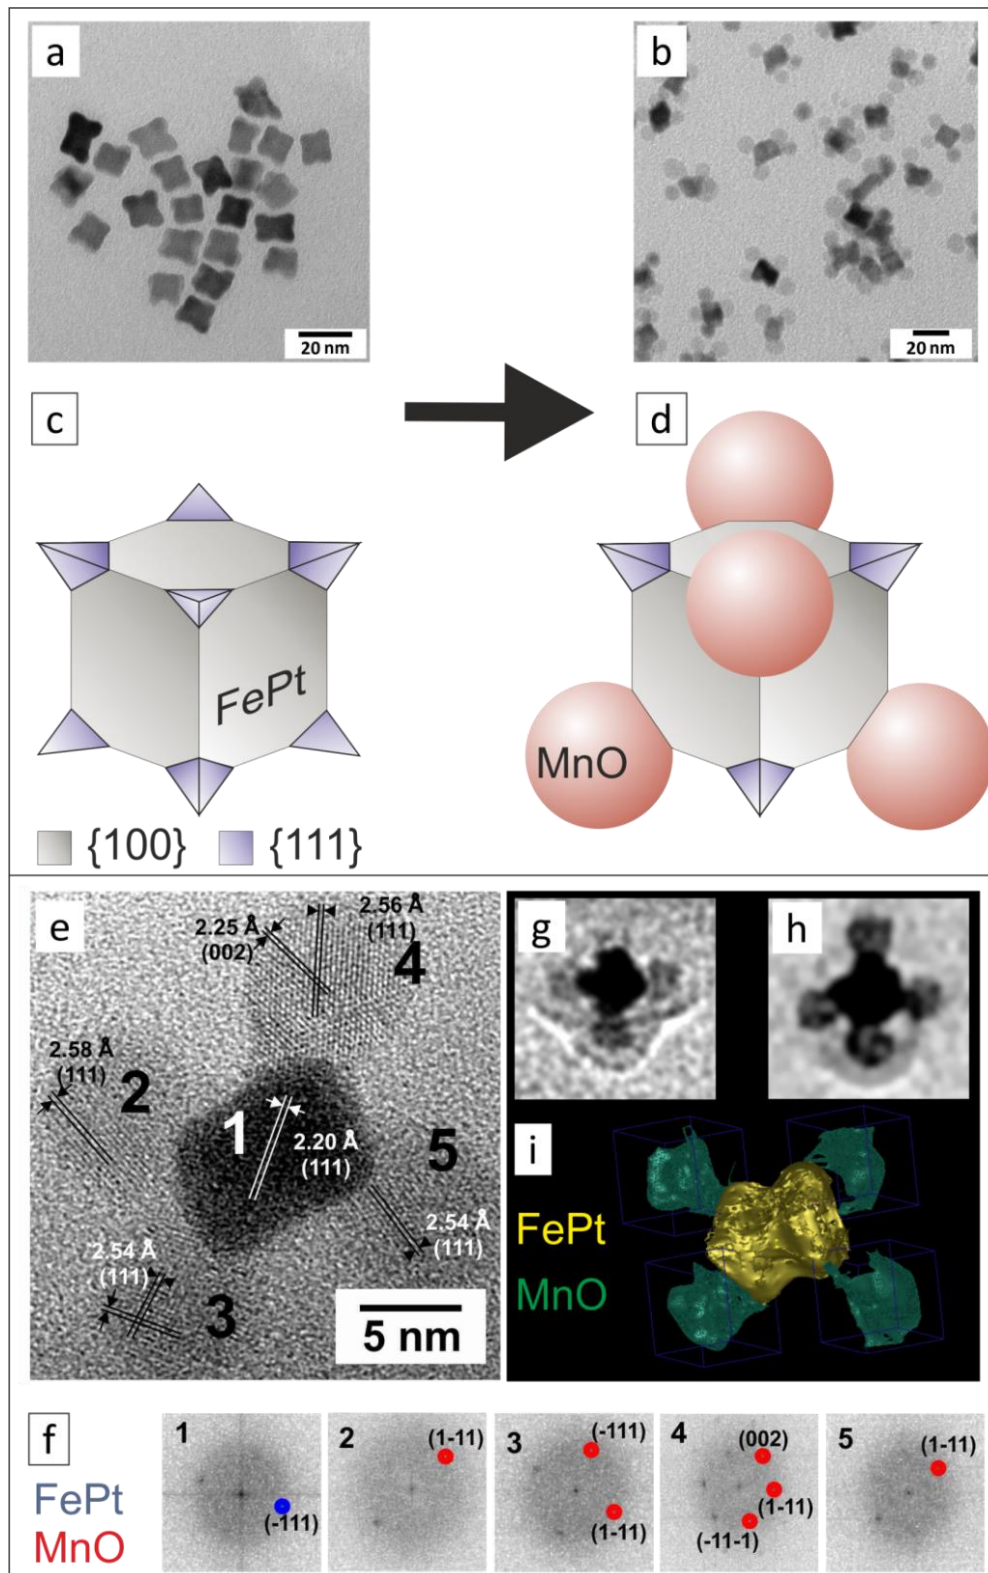 a
b
20 nm
20 nm
c
d
FePt
MnO
{100} {111}
e
2.25 Å
(002)
2.56 Å
(111)
4
2.58 Å
(111)
2
1
2.20 Å
(111)
5
2.54 Å
(111)
2.54 Å
(111)
3
5 nm
g
h
i
FePt
MnO
f
FePt
MnO
1
(-111)
2
(1-11)
3
(-111)
(1-11)
4
(002)
(1-11)
(-11-1)
5
(1-11)